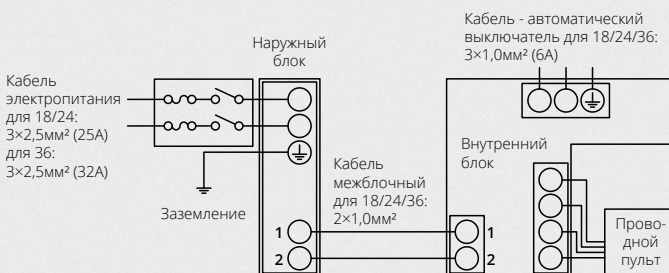 Кабель - автоматический
выключатель для 18/24/36:
3×1,0мм² (6А)
Наружный
блок
Кабель
электропитания
для 18/24:
3×2,5мм² (25А)
для 36:
3×2,5мм² (32А)
Внутренний
блок
Кабель
межблочный
для 18/24/36:
2×1,0мм²
Заземление
1
2
1
2
Прово-
дной
пульт